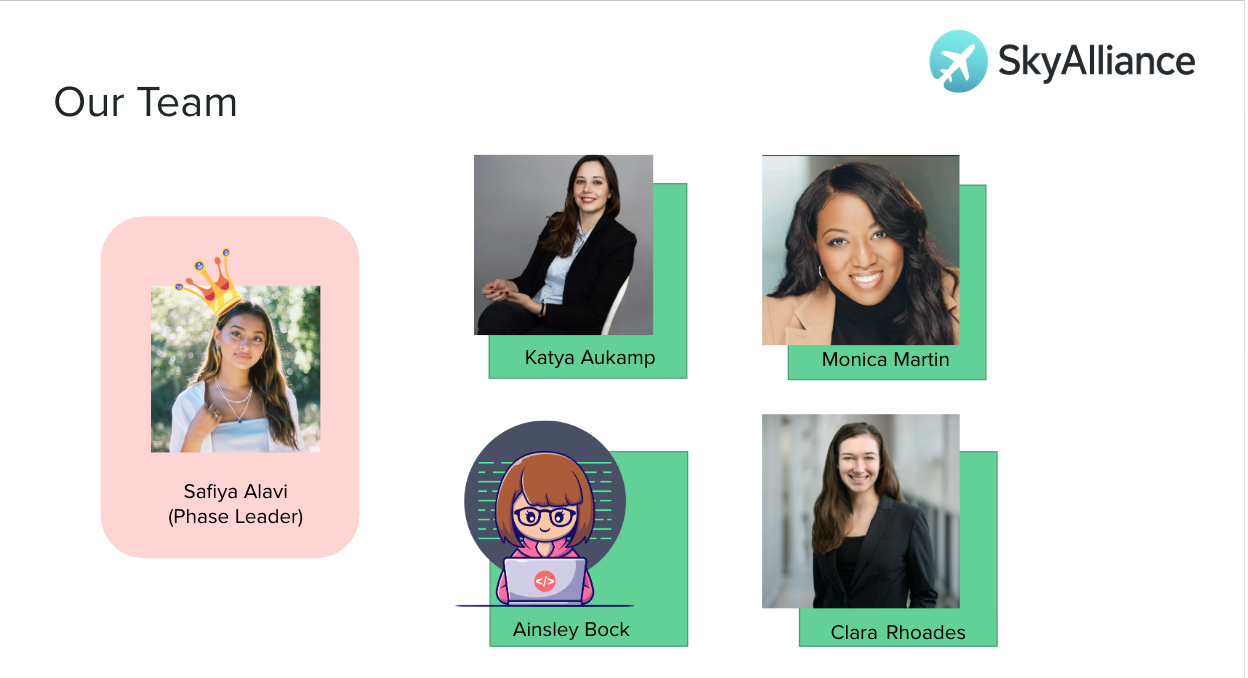 SkyAlliance
Our Team
Katya Aukamp
Monica Martin
Safiya Alavi
(Phase Leader)
</>
Ainsley Bock
Clara Rhoades